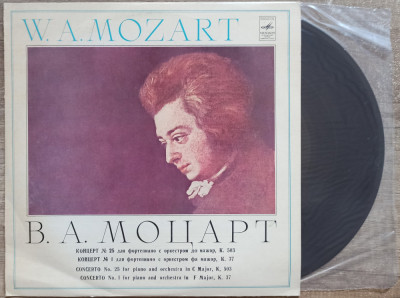 W. A. MOZART
В. А. МОЦАРТ
КОНЦЕРТ № 25 для фортепиано с оркестром до мажор, К. 503
КОНЦЕРТ № 1 для фортепиано с оркестром фа мажор, К. 37
CONCERTO No. 25 for piano and orchestra in C Major, K. 503
CONCERTO No. 1 for piano and orchestra in F Major, K. 37